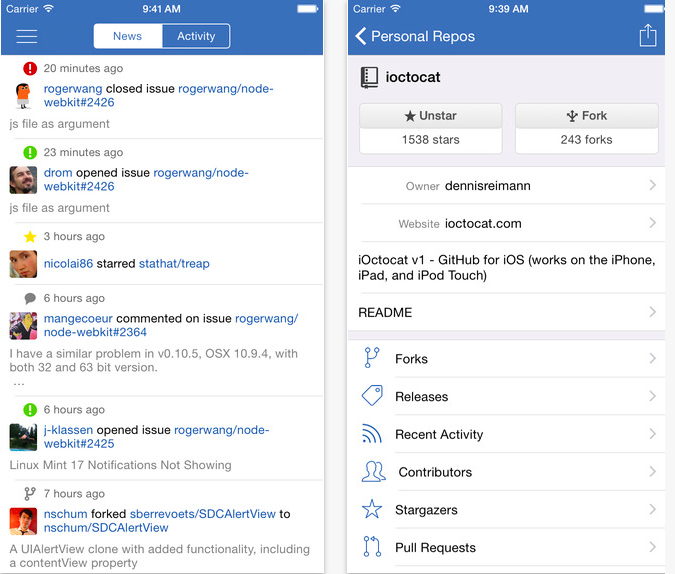 Carrier 9:41 AM
News Activity
20 minutes ago
rogerwang closed issue rogerwang/node-
webkit#2426
js file as argument
23 minutes ago
drom opened issue rogerwang/node-
webkit#2426
js file as argument
3 hours ago
nicolai86 starred stathat/treap
6 hours ago
mangecoeur commented on issue rogerwang/
node-webkit#2364
I have a similar problem in v0.10.5, OSX 10.9.4, with
both 32 and 63 bit version.
…
6 hours ago
j-klassen opened issue rogerwang/node-
webkit#2425
Linux Mint 17 Notifications Not Showing
7 hours ago
nschum forked sberrevoets/SDCAlertView to
nschum/SDCAlertView
A UIAlertView clone with added functionality, including
a contentView property
Carrier 9:39 AM
Personal Repos
ioctocat
Unstar Fork
1538 stars 243 forks
Owner dennisreimann
Website ioctocat.com
iOctocat v1 - GitHub for iOS (works on the iPhone,
iPad, and iPod Touch)
README
Forks
Releases
Recent Activity
Contributors
Stargazers
Pull Requests